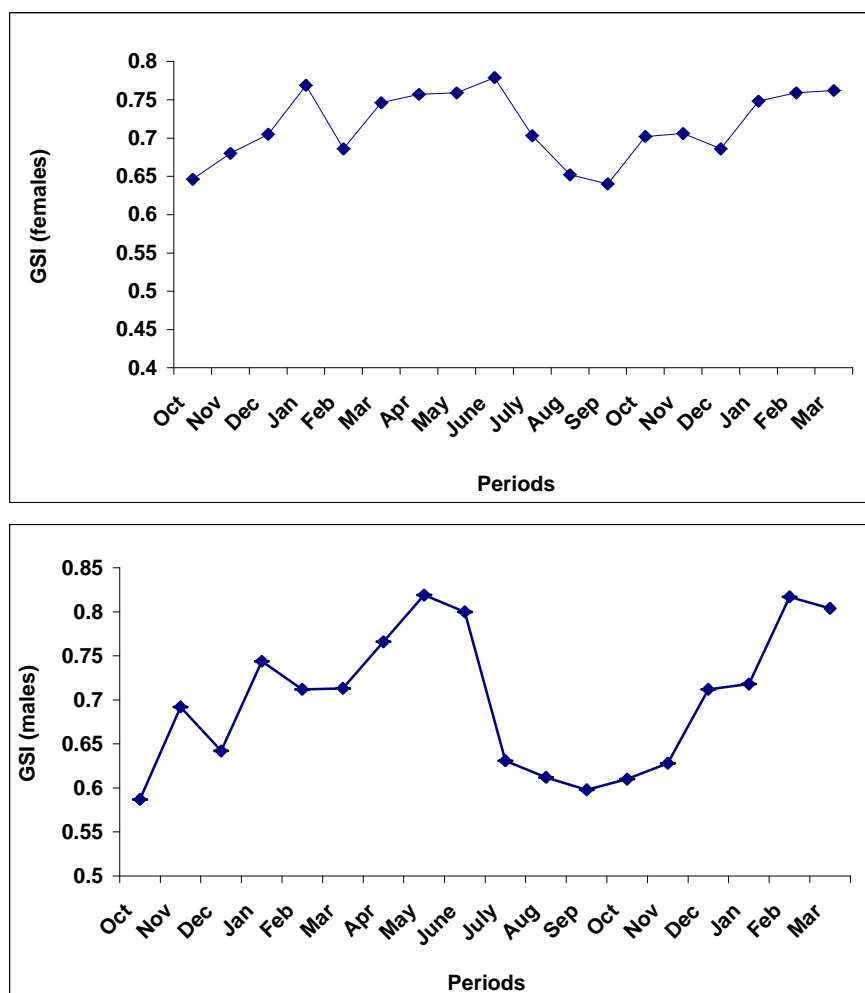 0.8
0.75
0.7
0.65
0.6
0.55
0.5
0.45
0.4
GSI (females)
Oct Nov Dec Jan Feb Mar Apr May June July Aug Sep Oct Nov Dec Jan Feb Mar
Periods
0.85
0.8
0.75
0.7
0.65
0.6
0.55
0.5
GSI (males)
Oct Nov Dec Jan Feb Mar Apr May June July Aug Sep Oct Nov Dec Jan Feb Mar
Periods